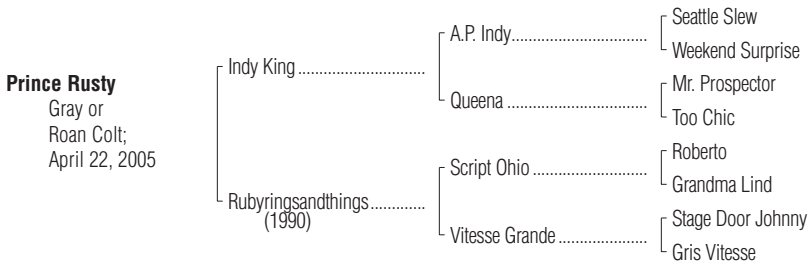 Prince Rusty
Gray or
Roan Colt;
April 22, 2005
Indy King..............................
Rubyringsandthings.............
(1990)
A.P. Indy................................
Queena .................................
Script Ohio ...........................
Vitesse Grande.....................
Seattle Slew
Weekend Surprise
Mr. Prospector
Too Chic
Roberto
Grandma Lind
Stage Door Johnny
Gris Vitesse